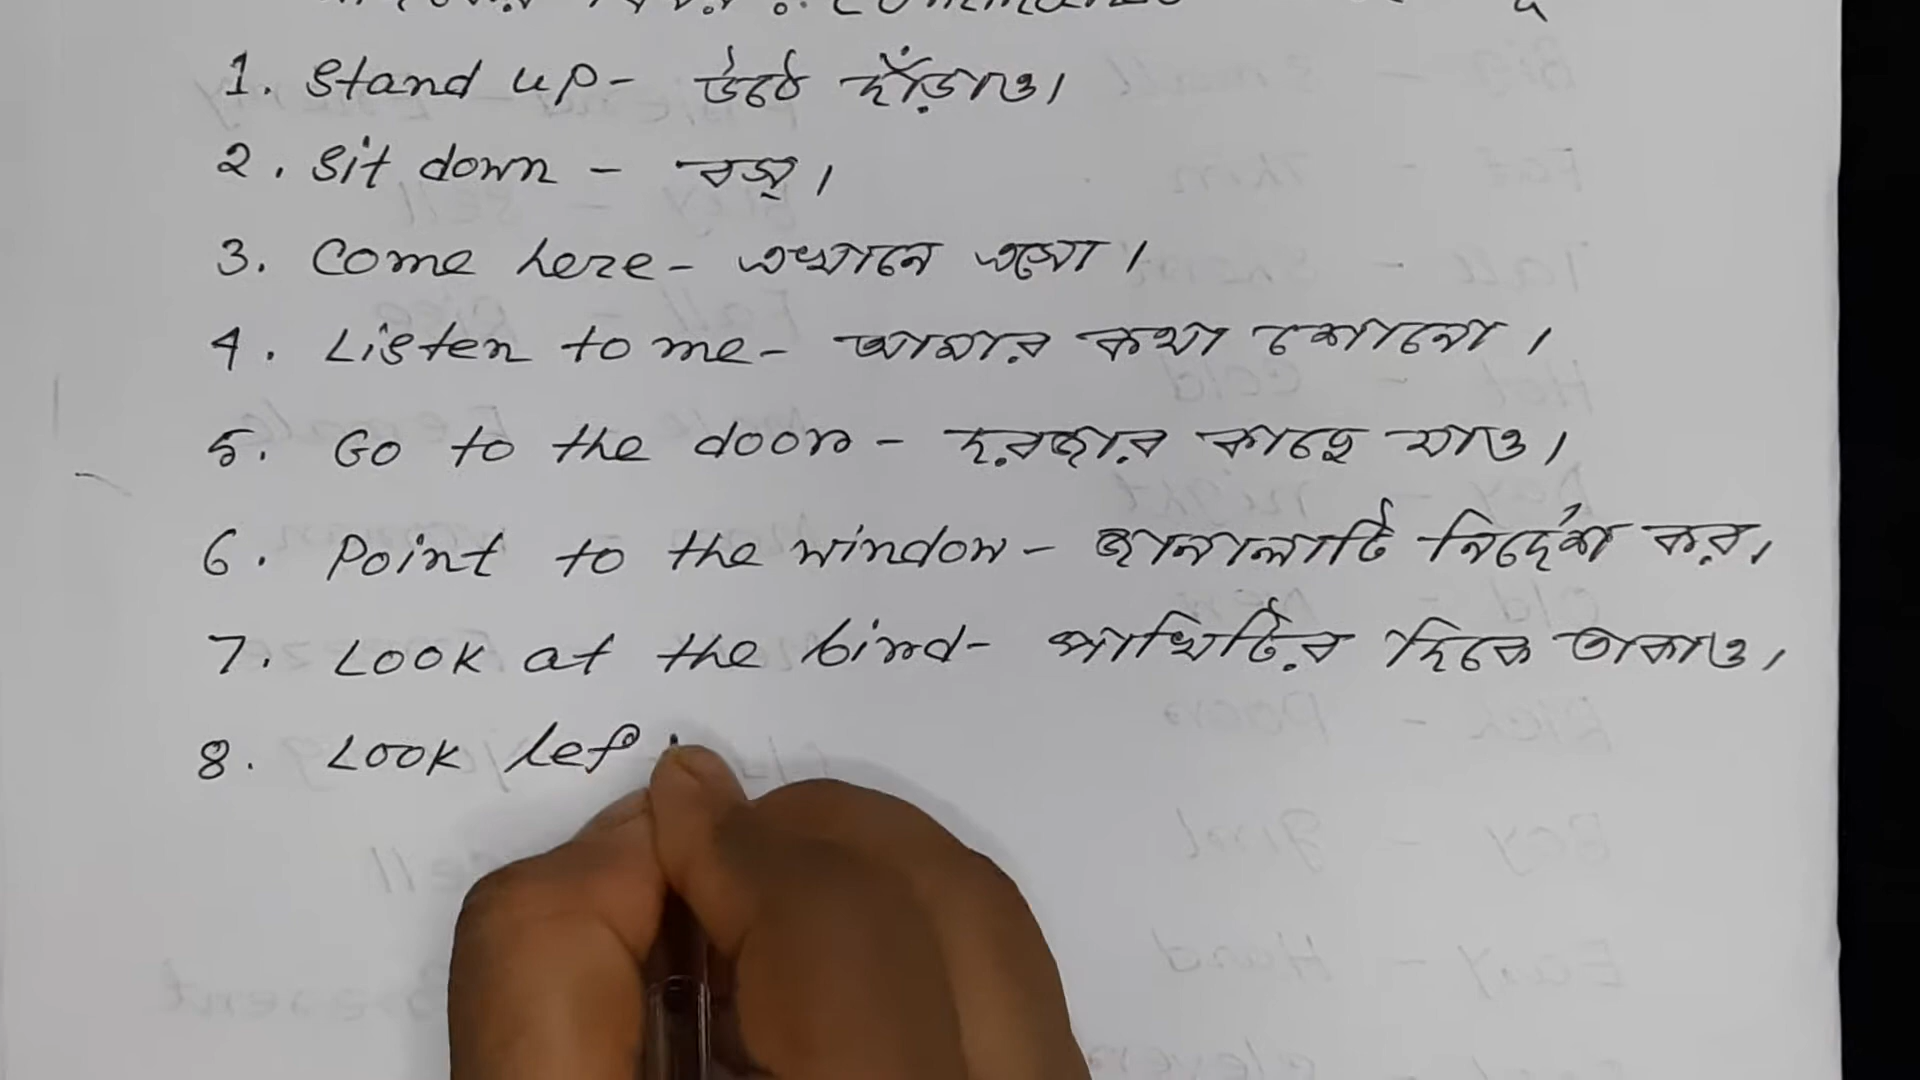 1. Stand up- উঠে দাঁড়াও।
2. Sit down - বস।
3. Come here- এখানে এসো।
4. Listen to me- আমার কথা শোনো।
5. Go to the door - দরজার কাছে যাও।
6. Point to the window- জানালাটি নির্দেশ কর।
7. Look at the bird- পাখিটির দিকে তাকাও।
8. Look lef